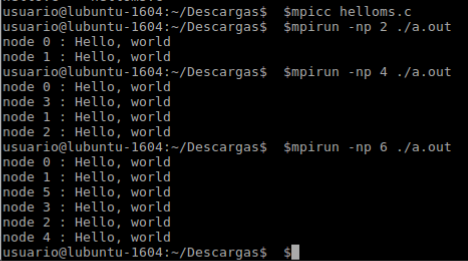 usuario@lubuntu-1604:~/Descargas$  $mpicc helloms.c
usuario@lubuntu-1604:~/Descargas$  $mpirun -np 2 ./a.out
node 0 : Hello, world
node 1 : Hello, world
usuario@lubuntu-1604:~/Descargas$  $mpirun -np 4 ./a.out
node 0 : Hello, world
node 3 : Hello, world
node 1 : Hello, world
node 2 : Hello, world
usuario@lubuntu-1604:~/Descargas$  $mpirun -np 6 ./a.out
node 0 : Hello, world
node 1 : Hello, world
node 5 : Hello, world
node 3 : Hello, world
node 2 : Hello, world
node 4 : Hello, world
usuario@lubuntu-1604:~/Descargas$  $